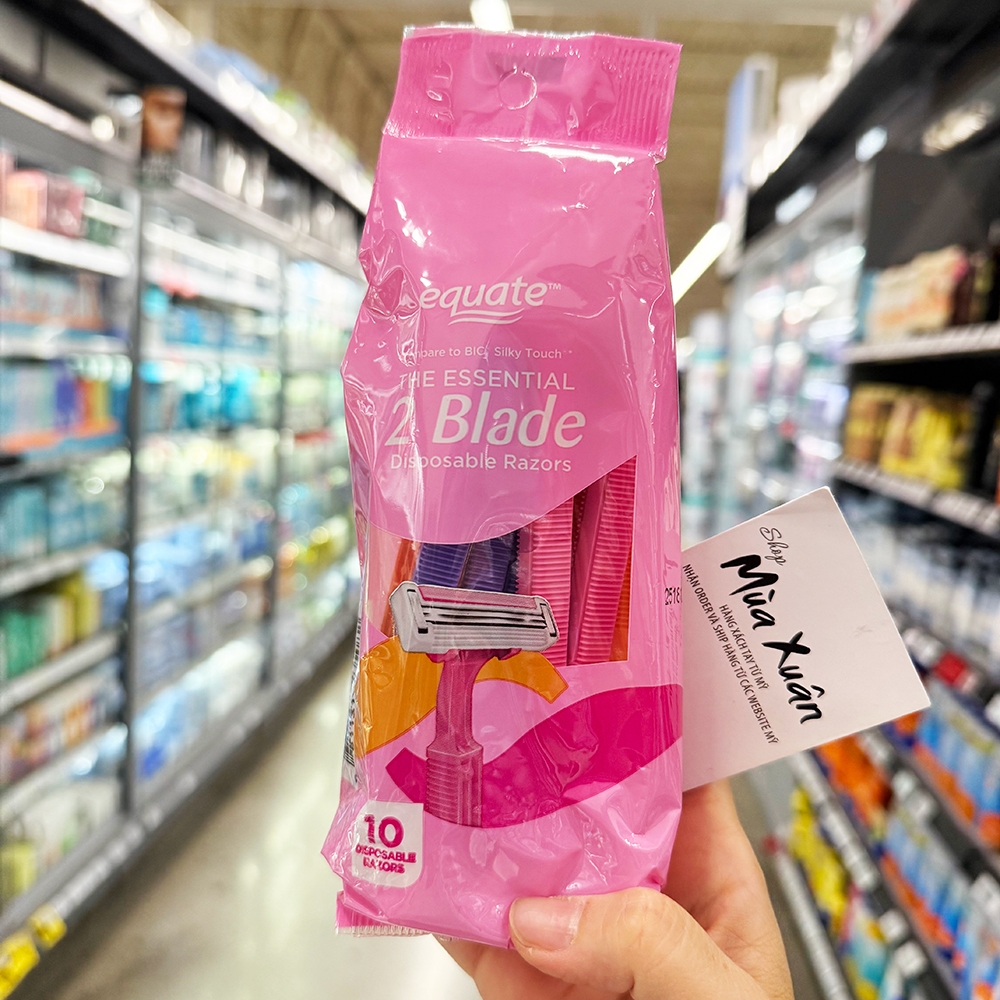 equate™
Compare to BIC® Silky Touch®*
THE ESSENTIAL
2 Blade
Disposable Razors
10
DISPOSABLE
RAZORS
Shop
Mùa Xuân
HÀNG XÁCH TAY TỪ MỸ
NHẬN ORDER VÀ SHIP HÀNG TỪ CÁC WEBSITE MỸ